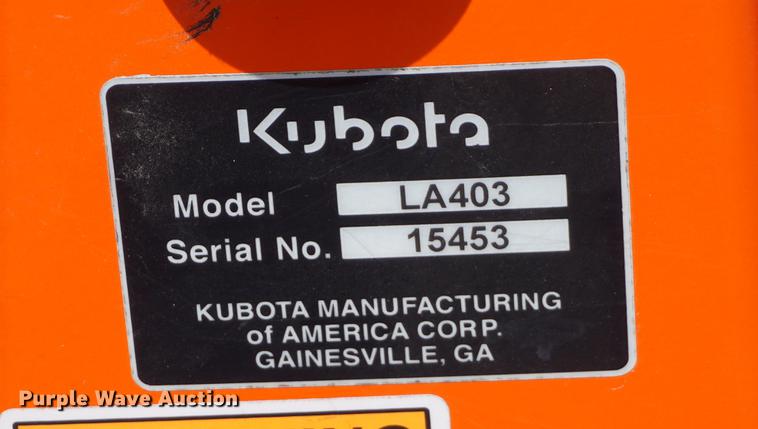 Kubota
Model LA403
Serial No. 15453
KUBOTA MANUFACTURING
of AMERICA CORP.
GAINESVILLE, GA
Purple Wave Auction